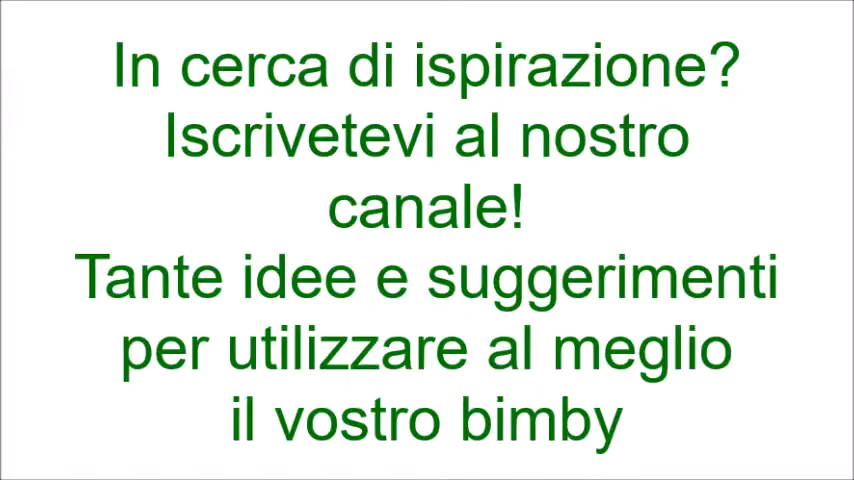 In cerca di ispirazione?
Iscrivetevi al nostro
canale!
Tante idee e suggerimenti
per utilizzare al meglio
il vostro bimby